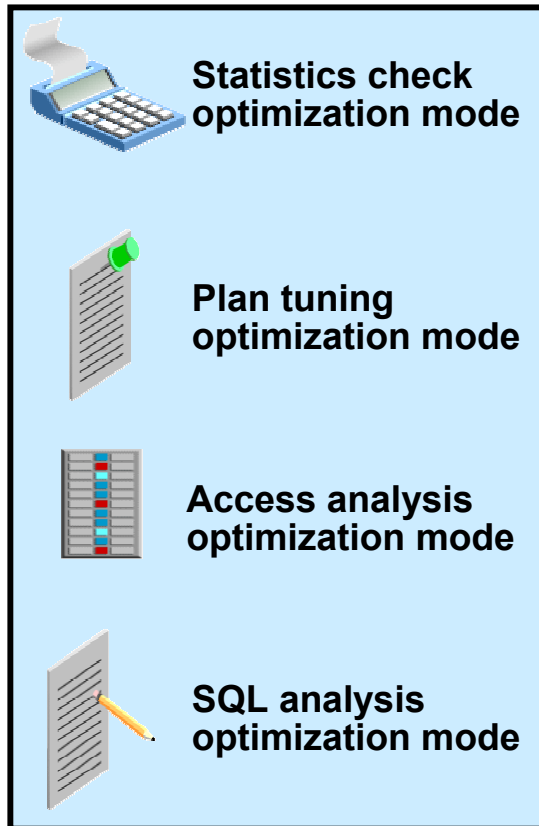 Statistics check
optimization mode
Plan tuning
optimization mode
Access analysis
optimization mode
SQL analysis
optimization mode